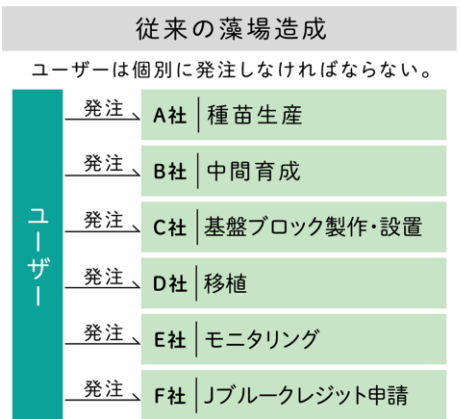 従来の藻場造成
ユーザーは個別に発注しなければならない。
ユーザー
発注 A社 種苗生産
発注 B社 中間育成
発注 C社 基盤ブロック製作・設置
発注 D社 移植
発注 E社 モニタリング
発注 F社 Jブルークレジット申請